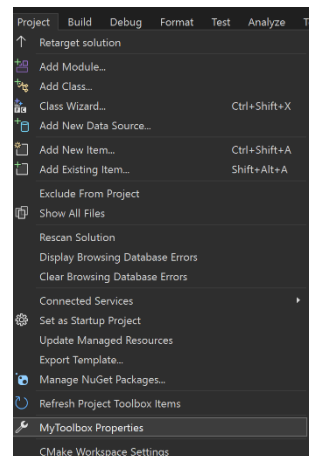 Project Build Debug Format Test Analyze
Retarget solution
Add Module...
Add Class...
Class Wizard... Ctrl+Shift+X
Add New Data Source...
Add New Item... Ctrl+Shift+A
Add Existing Item... Shift+Alt+A
Exclude From Project
Show All Files
Rescan Solution
Display Browsing Database Errors
Clear Browsing Database Errors
Connected Services
Set as Startup Project
Update Managed Resources
Export Template...
Manage NuGet Packages...
Refresh Project Toolbox Items
MyToolbox Properties
CMake Workspace Settings